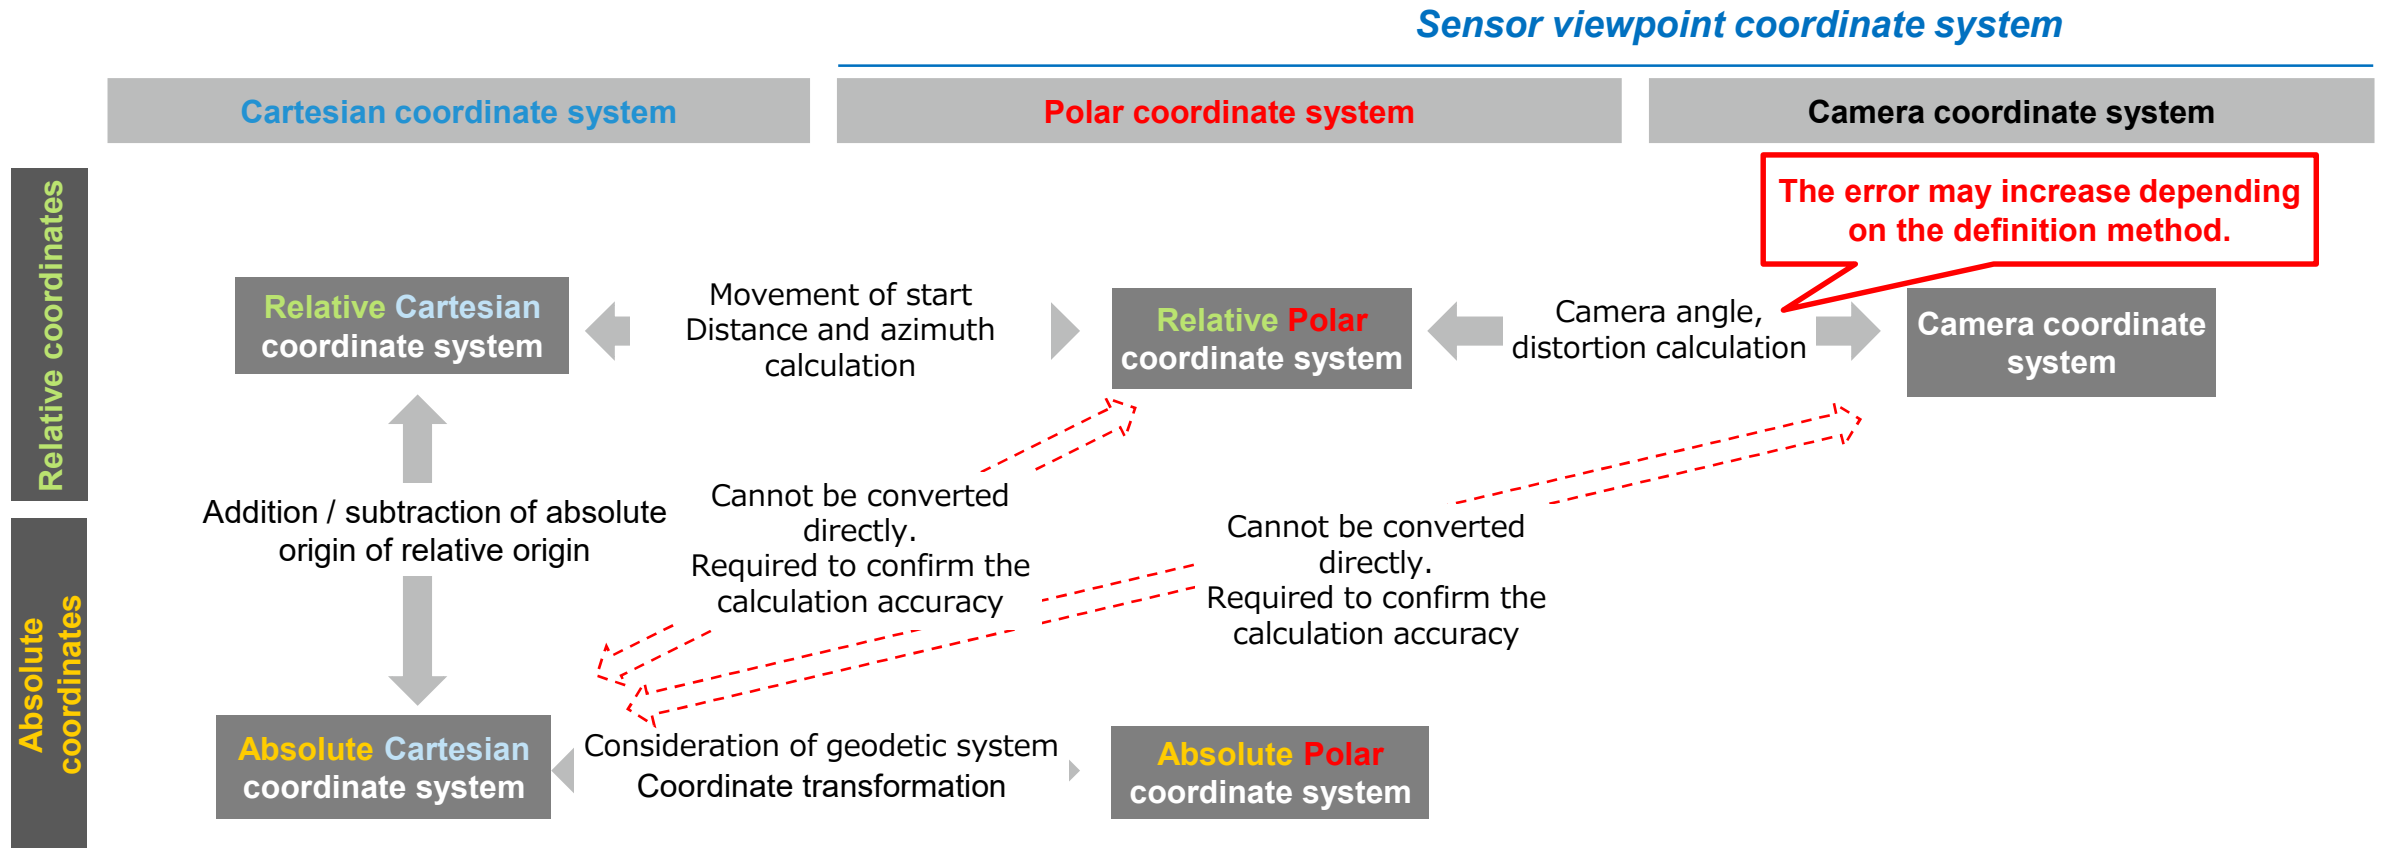 Sensor viewpoint coordinate system
Cartesian coordinate system
Polar coordinate system
Camera coordinate system
Relative coordinates
The error may increase depending
on the definition method.
Relative Cartesian
coordinate system
Movement of start
Distance and azimuth
calculation
Relative Polar
coordinate system
Camera angle,
distortion calculation
Camera coordinate
system
Addition / subtraction of absolute
origin of relative origin
Cannot be converted
directly.
Required to confirm the
calculation accuracy
Cannot be converted
directly.
Required to confirm the
calculation accuracy
Absolute
coordinates
Absolute Cartesian
coordinate system
Consideration of geodetic system
Coordinate transformation
Absolute Polar
coordinate system